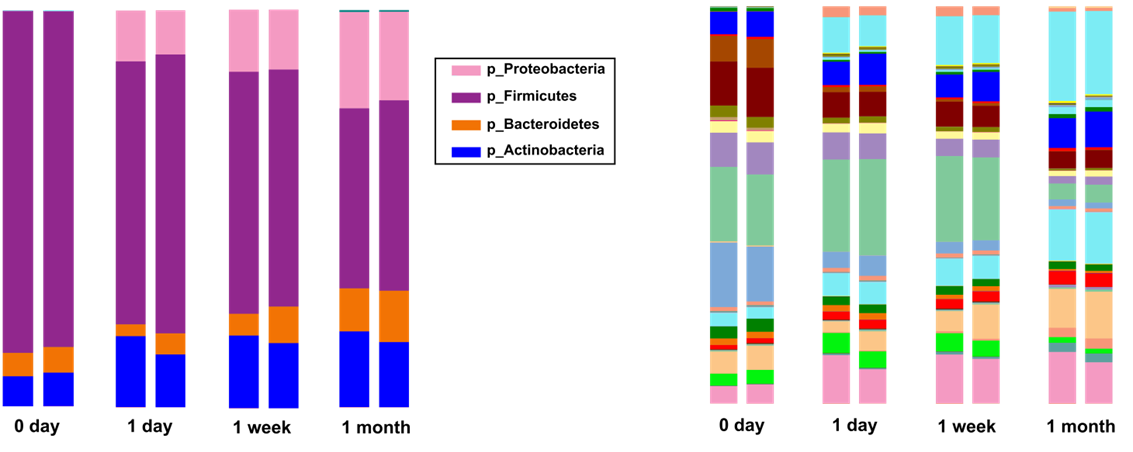 p_Proteobacteria
p_Firmicutes
p_Bacteroidetes
p_Actinobacteria
0 day 1 day 1 week 1 month 0 day 1 day 1 week 1 month